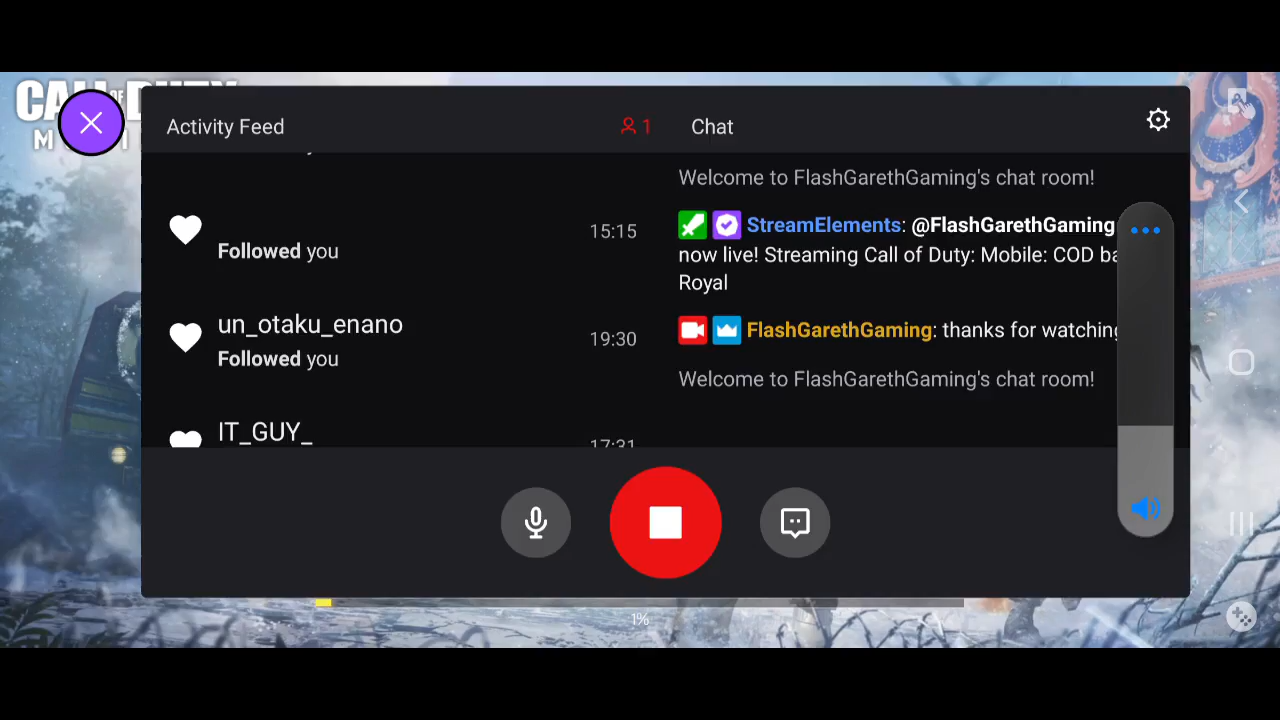 Activity Feed
1
Chat
Welcome to FlashGarethGaming's chat room!
15:15
Followed you
StreamElements: @FlashGarethGaming
now live! Streaming Call of Duty: Mobile: COD ba
Royal
un_otaku_enano
19:30
Followed you
FlashGarethGaming: thanks for watching
Welcome to FlashGarethGaming's chat room!
IT_GUY_
17:31
1%